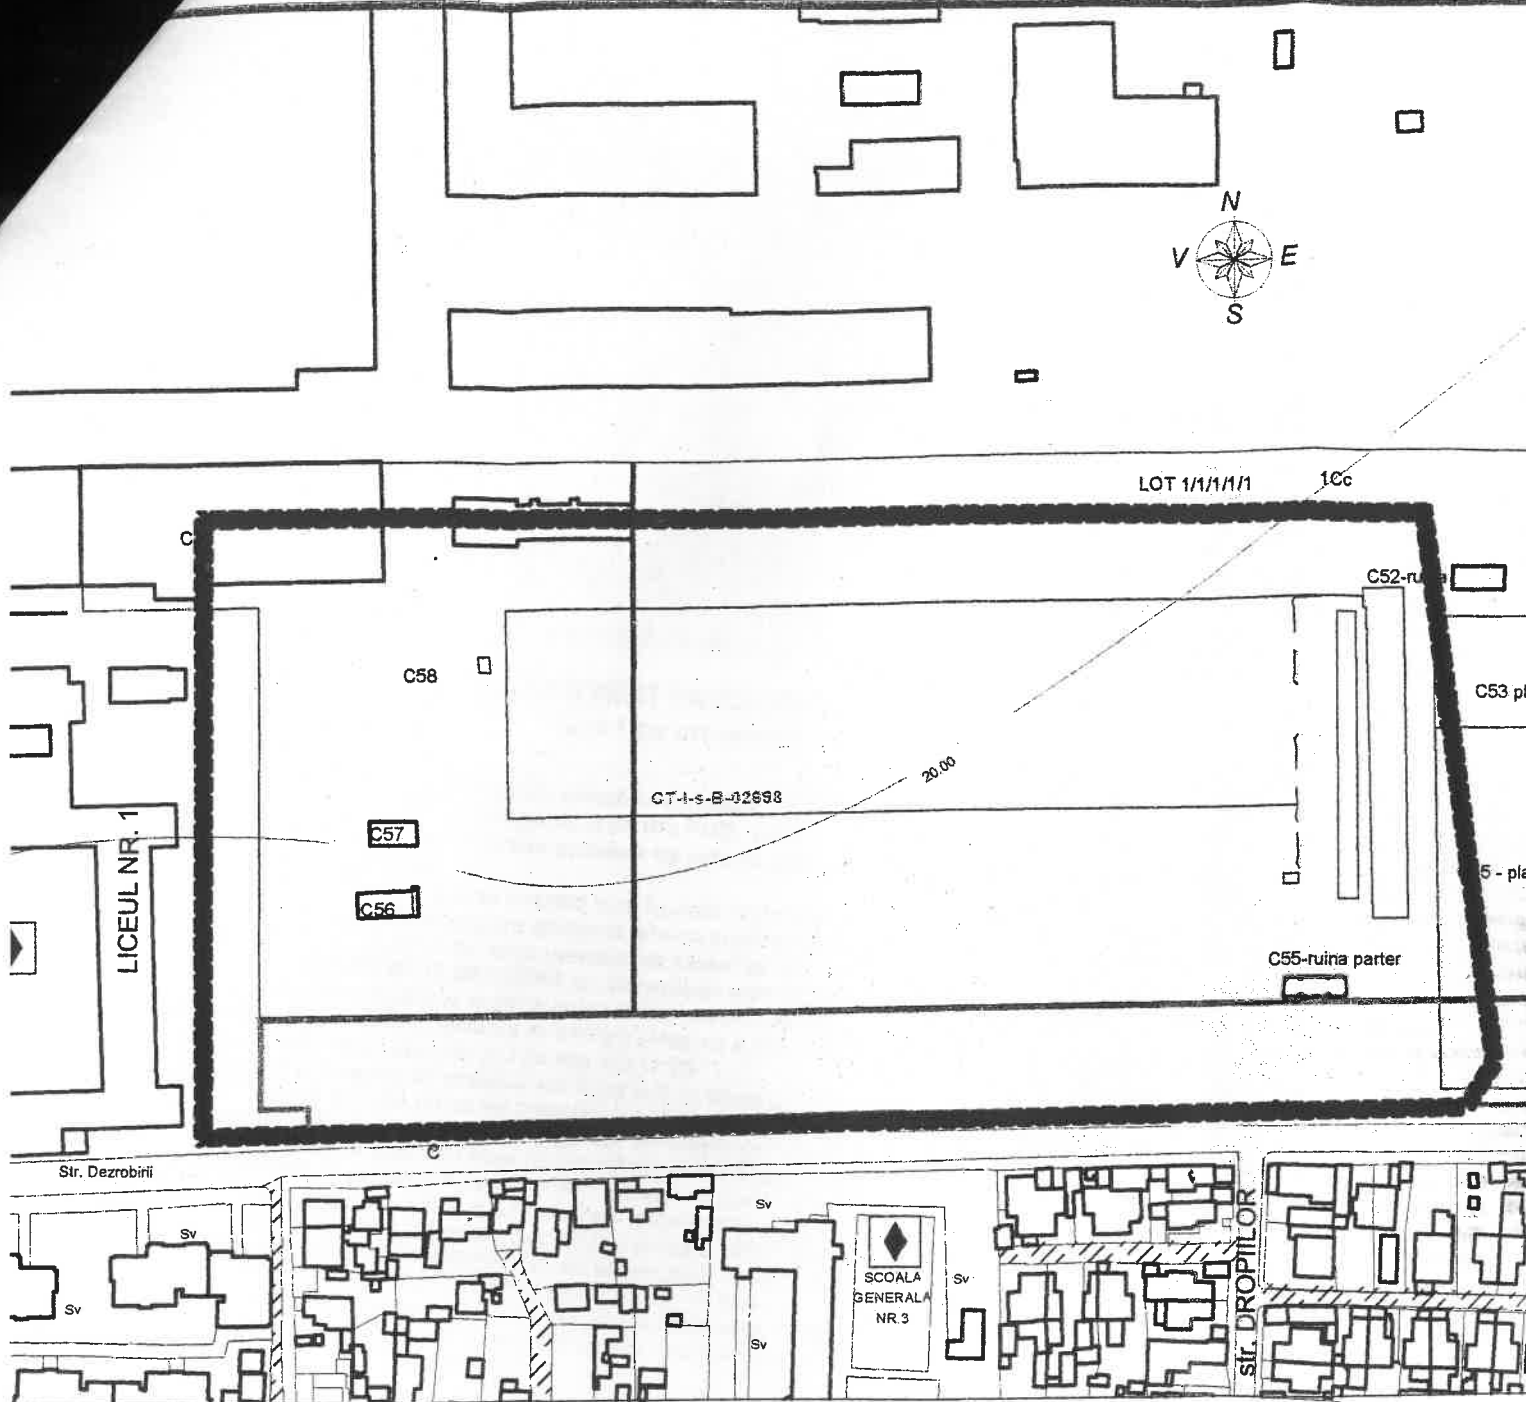 N
V E
S
LOT 1/1/1/1/1
1Cc
C
C52-ru
C58
C53 pl
20.00
CT-I-s-B-02698
C57
LICEUL NR. 1
5 - pla
C56
C55-ruina parter
e
Str. Dezrobirii
Sv
Sv
Sv
SCOALA
GENERALA
NR.3
Sv
Sv
str. DROPIILOR